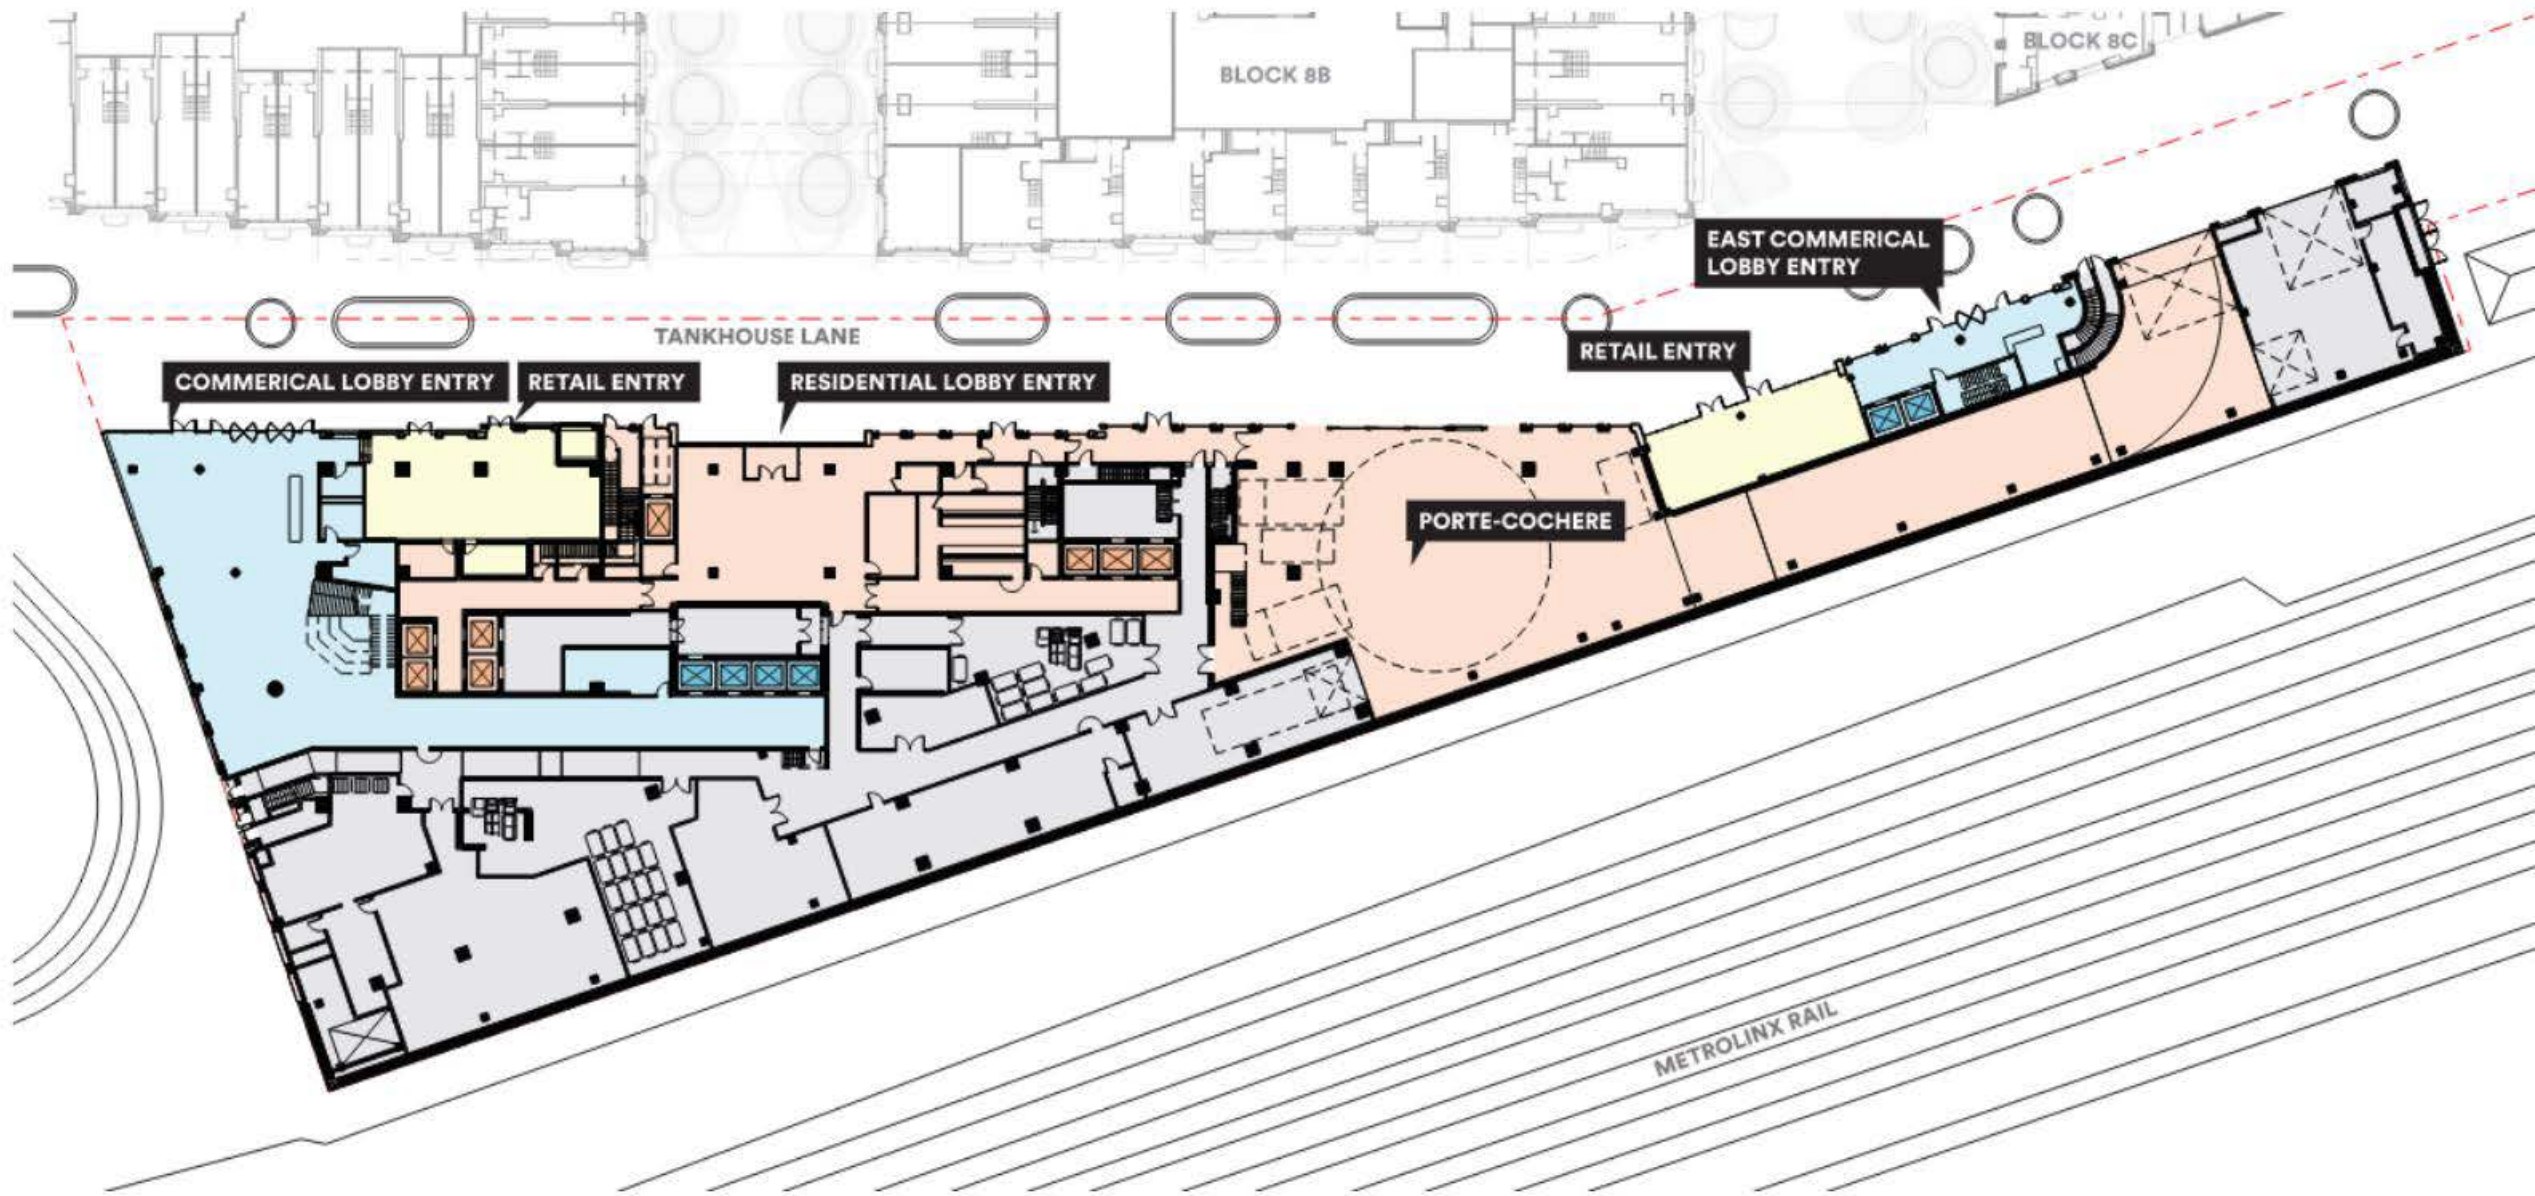 BLOCK 8C
BLOCK 8B
EAST COMMERICAL
LOBBY ENTRY
TANKHOUSE LANE
RETAIL ENTRY
COMMERICAL LOBBY ENTRY
RETAIL ENTRY
RESIDENTIAL LOBBY ENTRY
PORTE-COCHERE
METROLINX RAIL